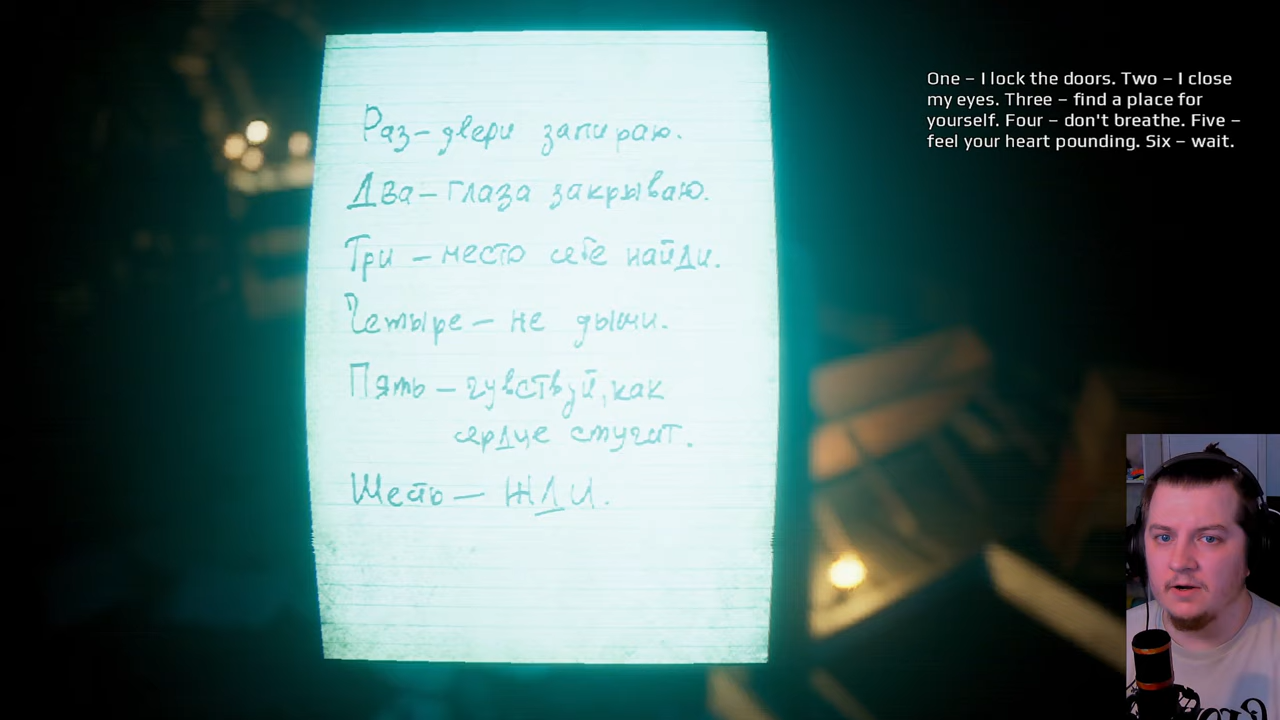 Раз – двери запираю.
Два – глаза закрываю.
Три – место себе найди.
Четыре – не дыши.
Пять – чувствуй, как
сердце стучит.
Шесть – ЖДИ.
One – I lock the doors. Two – I close
my eyes. Three – find a place for
yourself. Four – don't breathe. Five –
feel your heart pounding. Six – wait.